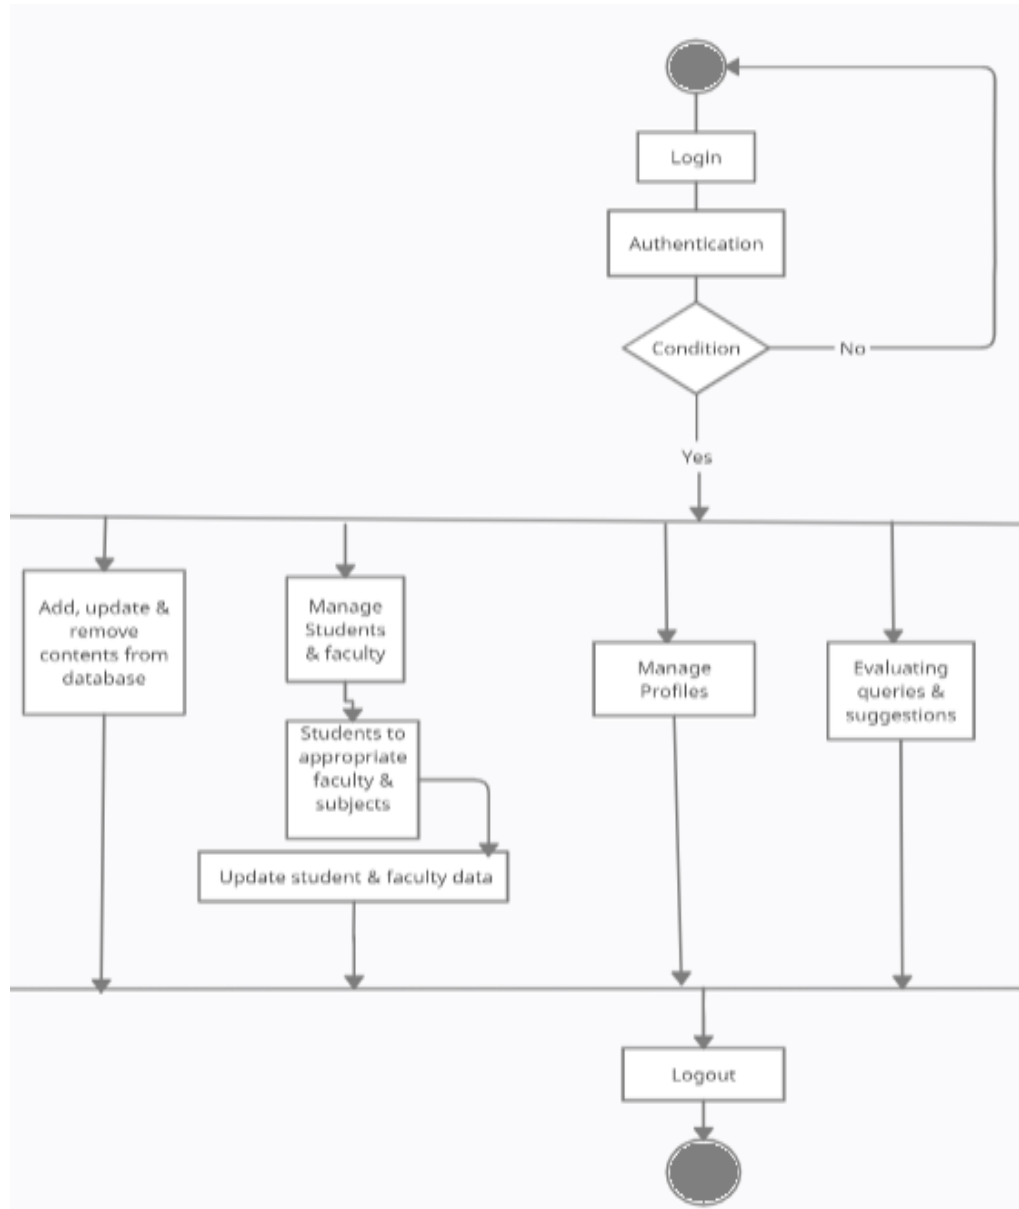 Login
Authentication
Condition
No
Yes
Add, update &
remove
contents from
database
Manage
Students
& faculty
Students to
appropriate
faculty &
subjects
Update student & faculty data
Manage
Profiles
Evaluating
queries &
suggestions
Logout